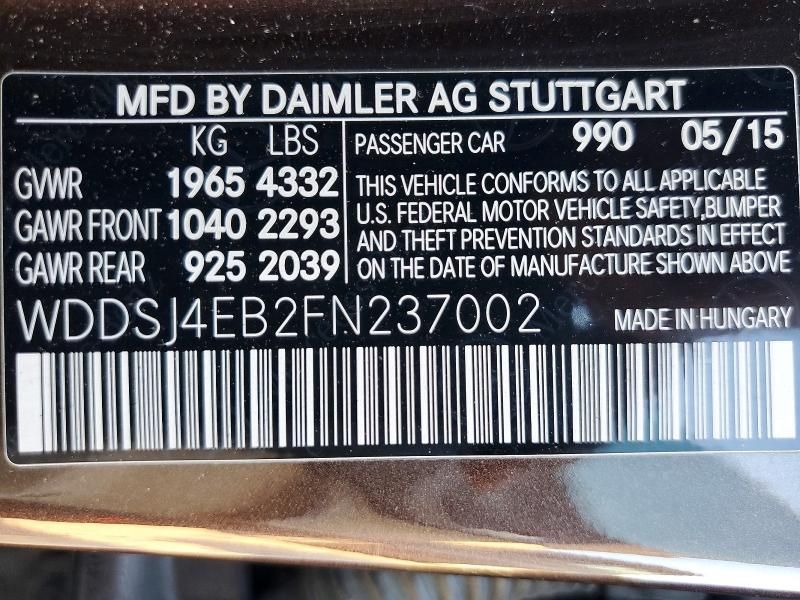 MFD BY DAIMLER AG STUTTGART
KG LBS
GVWR 1965 4332
GAWR FRONT 1040 2293
GAWR REAR 925 2039
PASSENGER CAR 990 05/15
THIS VEHICLE CONFORMS TO ALL APPLICABLE
U.S. FEDERAL MOTOR VEHICLE SAFETY,BUMPER
AND THEFT PREVENTION STANDARDS IN EFFECT
ON THE DATE OF MANUFACTURE SHOWN ABOVE
WDDSJ4EB2FN237002
MADE IN HUNGARY